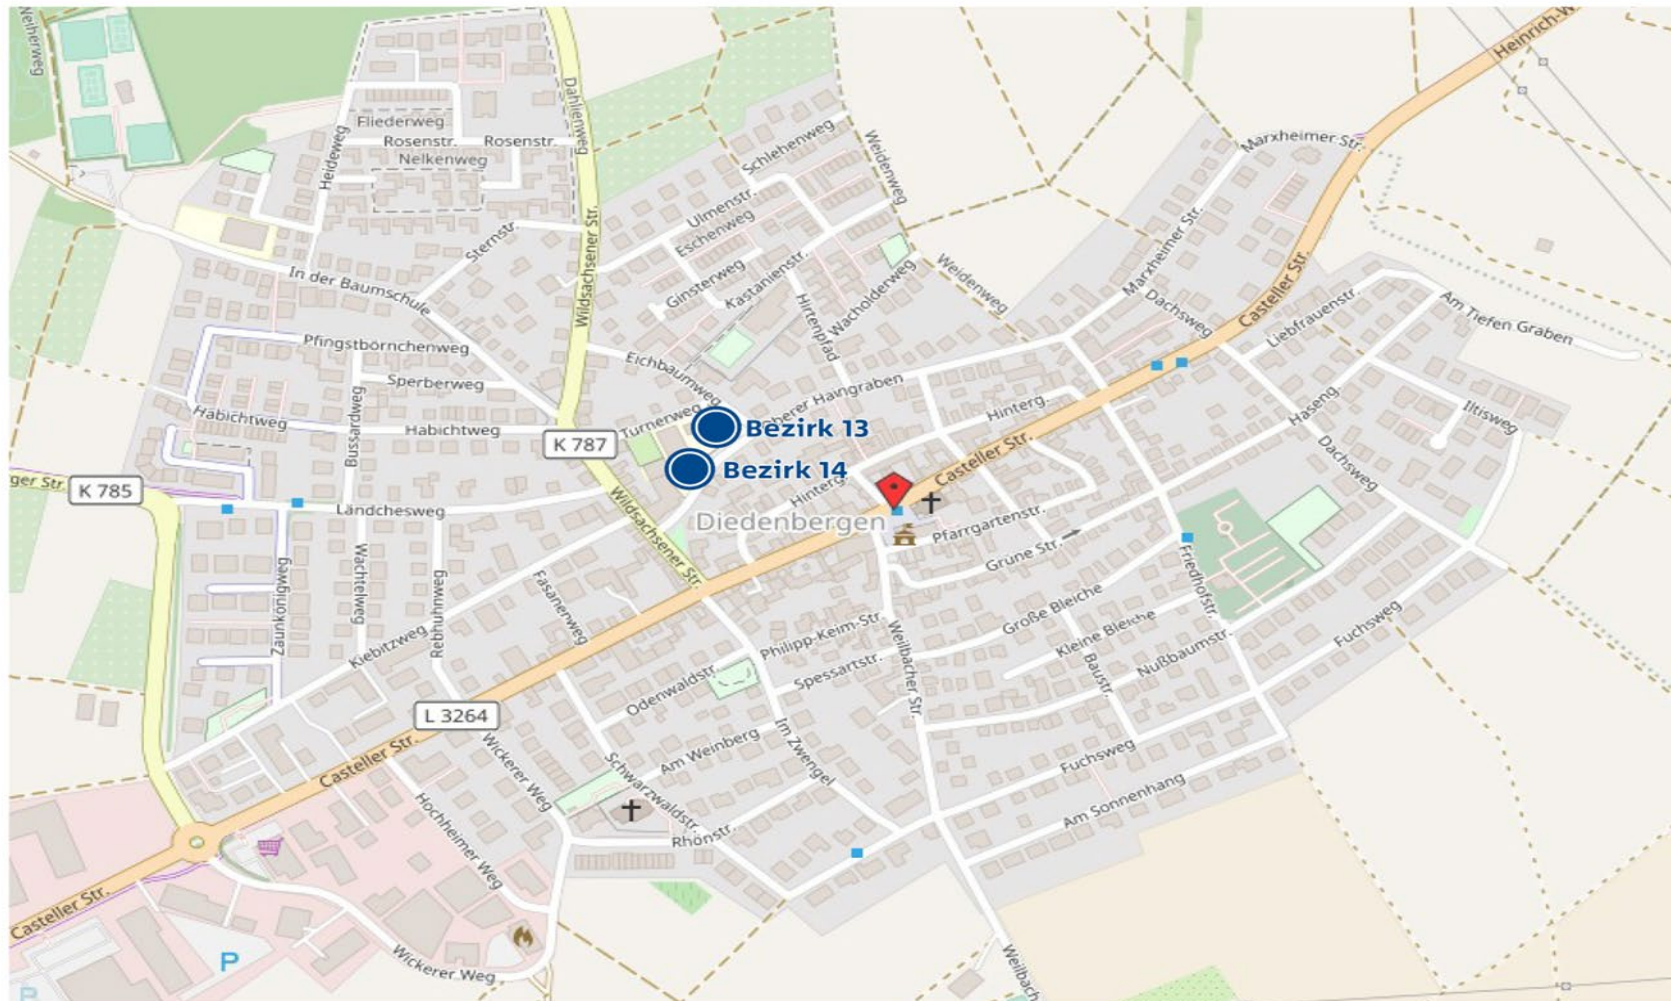 Weiherweg
Heinrich-W
Dahlienweg
Fliederweg
Rosenstr.
Rosenstr.
Nelkenweg
Heideweg
Schlehenweg
Weidenweg
Marxheimer Str.
Ulmenstr.
Eschenweg
Sternstr.
Wildsachsener Str.
Marxheimer Str.
In der Baumschule
Ginsterweg
Kastanienstr.
Hirtenpfad
Wacholderweg
Weidenweg
Dachsweg
Casteller Str.
Liebfrauenstr.
Am Tiefen Graben
Pfingstbörnchenweg
Sperberweg
Eichbaumweg
Haingraben
Habichtweg
Habichtweg
Bussardweg
Turnerweg
Hinterg.
Haseng.
Iltisweg
Bezirk 13
K 787
Bezirk 14
Casteller Str.
Dachsweg
ger Str.
K 785
Ländchesweg
Wildsachsener Str.
Hinterg.
Diedenbergen
Pfarrgartenstr.
Grüne Str.
Friedhofstr.
Zaunkönigweg
Wachtelweg
Rebhuhnweg
Fasanenweg
Kiebitzweg
Philipp-Keim-Str.
Große Bleiche
Kleine Bleiche
Weilbacher Str.
Spessartstr.
Odenwaldstr.
Baustr.
Nußbaumstr.
Fuchsweg
L 3264
Casteller Str.
Wickerer Weg
Am Weinberg
Im Zwengel
Schwarzwaldstr.
Fuchsweg
Am Sonnenhang
Hochheimer Weg
Rhönstr.
Casteller Str.
P
Wickerer Weg
Weilbach
P